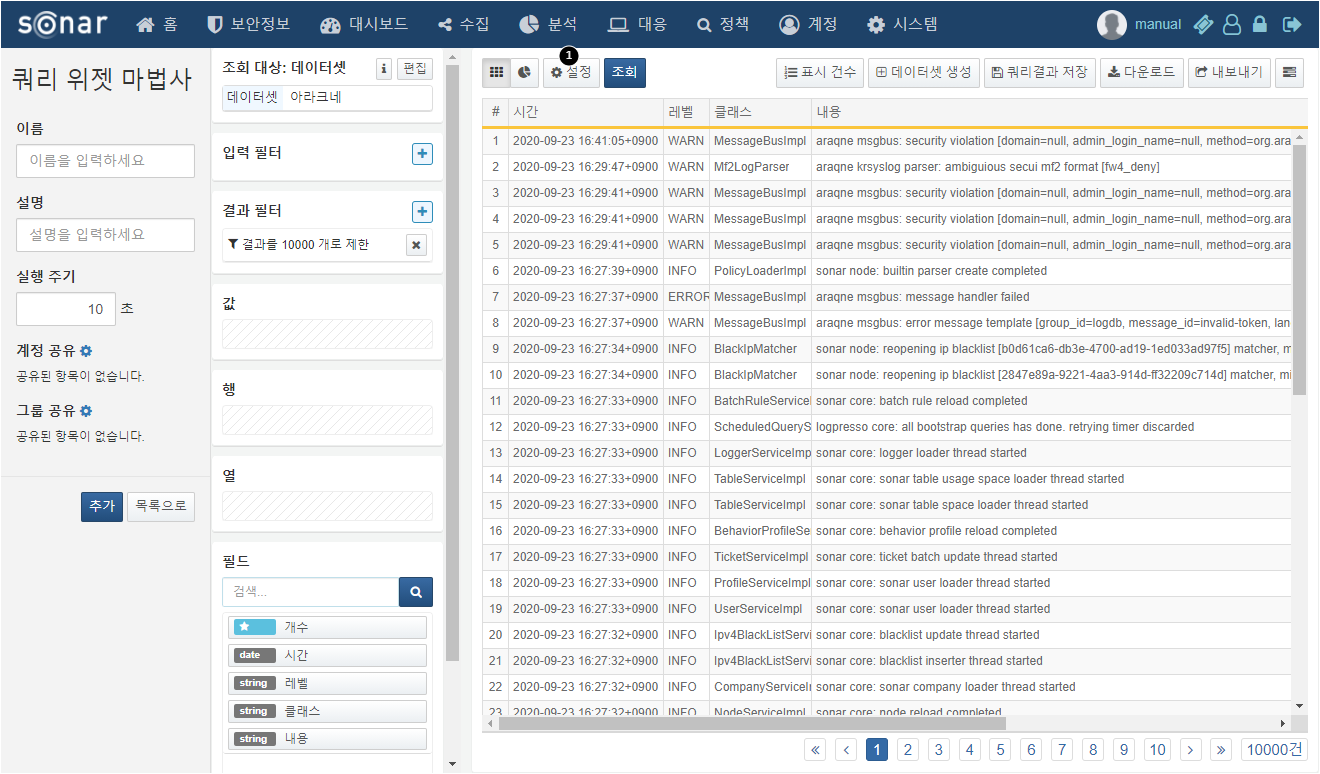 sonar 홈 보안정보 대시보드 수집 분석 대응 정책 계정 시스템 manual
쿼리 위젯 마법사
이름
이름을 입력하세요
설명
설명을 입력하세요
실행 주기
10 초
계정 공유
공유된 항목이 없습니다.
그룹 공유
공유된 항목이 없습니다.
추가 목록으로
조회 대상: 데이터셋 i 편집
데이터셋 아라크네
입력 필터 +
결과 필터 +
결과를 10000 개로 제한
값
행
열
필드
검색...
개수
date 시간
string 레벨
string 클래스
string 내용
1
설정 조회 표시 건수 데이터셋 생성 쿼리결과 저장 다운로드 내보내기
# 시간 레벨 클래스 내용
1 2020-09-23 16:41:05+0900 WARN MessageBusImpl araqne msgbus: security violation [domain=null, admin_login_name=null, method=org.ara
2 2020-09-23 16:29:47+0900 WARN Mf2LogParser araqne krsyslog parser: ambiguious secui mf2 format [fw4_deny]
3 2020-09-23 16:29:41+0900 WARN MessageBusImpl araqne msgbus: security violation [domain=null, admin_login_name=null, method=org.ara
4 2020-09-23 16:29:41+0900 WARN MessageBusImpl araqne msgbus: security violation [domain=null, admin_login_name=null, method=org.ara
5 2020-09-23 16:29:41+0900 WARN MessageBusImpl araqne msgbus: security violation [domain=null, admin_login_name=null, method=org.ara
6 2020-09-23 16:27:39+0900 INFO PolicyLoaderImpl sonar node: builtin parser create completed
7 2020-09-23 16:27:37+0900 ERROR MessageBusImpl araqne msgbus: message handler failed
8 2020-09-23 16:27:37+0900 WARN MessageBusImpl araqne msgbus: error message template [group_id=logdb, message_id=invalid-token, lan
9 2020-09-23 16:27:34+0900 INFO BlackIpMatcher sonar node: reopening ip blacklist [b0d61ca6-db3e-4700-ad19-1ed033ad97f5] matcher, m
10 2020-09-23 16:27:34+0900 INFO BlackIpMatcher sonar node: reopening ip blacklist [2847e89a-9221-4aa3-914d-ff32209c714d] matcher, mi
11 2020-09-23 16:27:33+0900 INFO BatchRuleServiceI sonar core: batch rule reload completed
12 2020-09-23 16:27:33+0900 INFO ScheduledQueryS logpresso core: all bootstrap queries has done. retrying timer discarded
13 2020-09-23 16:27:33+0900 INFO LoggerServiceImp sonar core: logger loader thread started
14 2020-09-23 16:27:33+0900 INFO TableServiceImpl sonar core: sonar table usage space loader thread started
15 2020-09-23 16:27:33+0900 INFO TableServiceImpl sonar core: sonar table space loader thread started
16 2020-09-23 16:27:33+0900 INFO BehaviorProfileSe sonar core: behavior profile reload completed
17 2020-09-23 16:27:33+0900 INFO TicketServiceImpl sonar core: ticket batch update thread started
18 2020-09-23 16:27:33+0900 INFO ProfileServiceImpl sonar core: sonar user loader thread started
19 2020-09-23 16:27:33+0900 INFO UserServiceImpl sonar core: sonar user loader thread started
20 2020-09-23 16:27:32+0900 INFO Ipv4BlackListServi sonar core: blacklist update thread started
21 2020-09-23 16:27:32+0900 INFO Ipv4BlackListServi sonar core: blacklist inserter thread started
22 2020-09-23 16:27:32+0900 INFO CompanyServiceIn sonar core: sonar company loader thread started
23 2020-09-23 16:27:32+0900 INFO NodeServiceImpl sonar core: node reload completed
« ‹ 1 2 3 4 5 6 7 8 9 10 › » 10000건